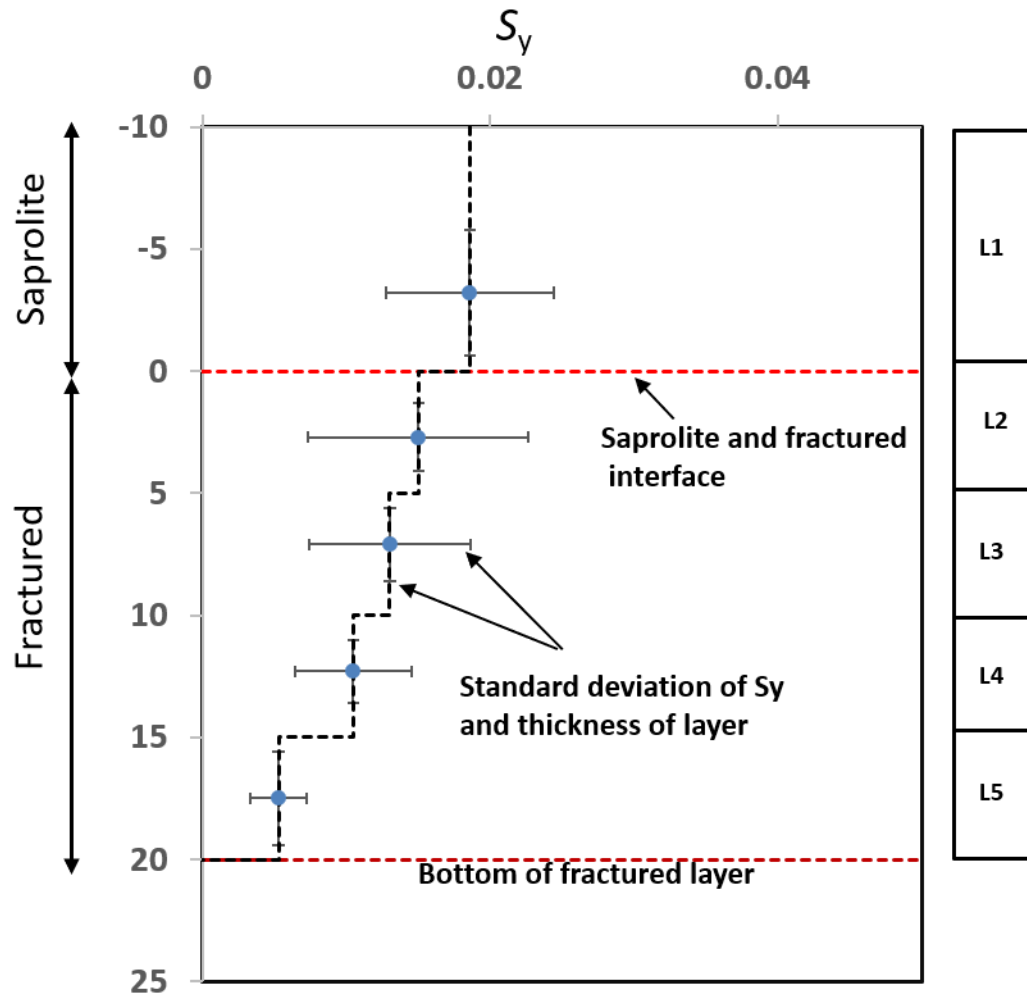 Sy
0 0.02 0.04
-10
-5
0
5
10
15
20
25
Saprolite
Fractured
L1
L2
L3
L4
L5
Saprolite and fractured
interface
Standard deviation of Sy
and thickness of layer
Bottom of fractured layer